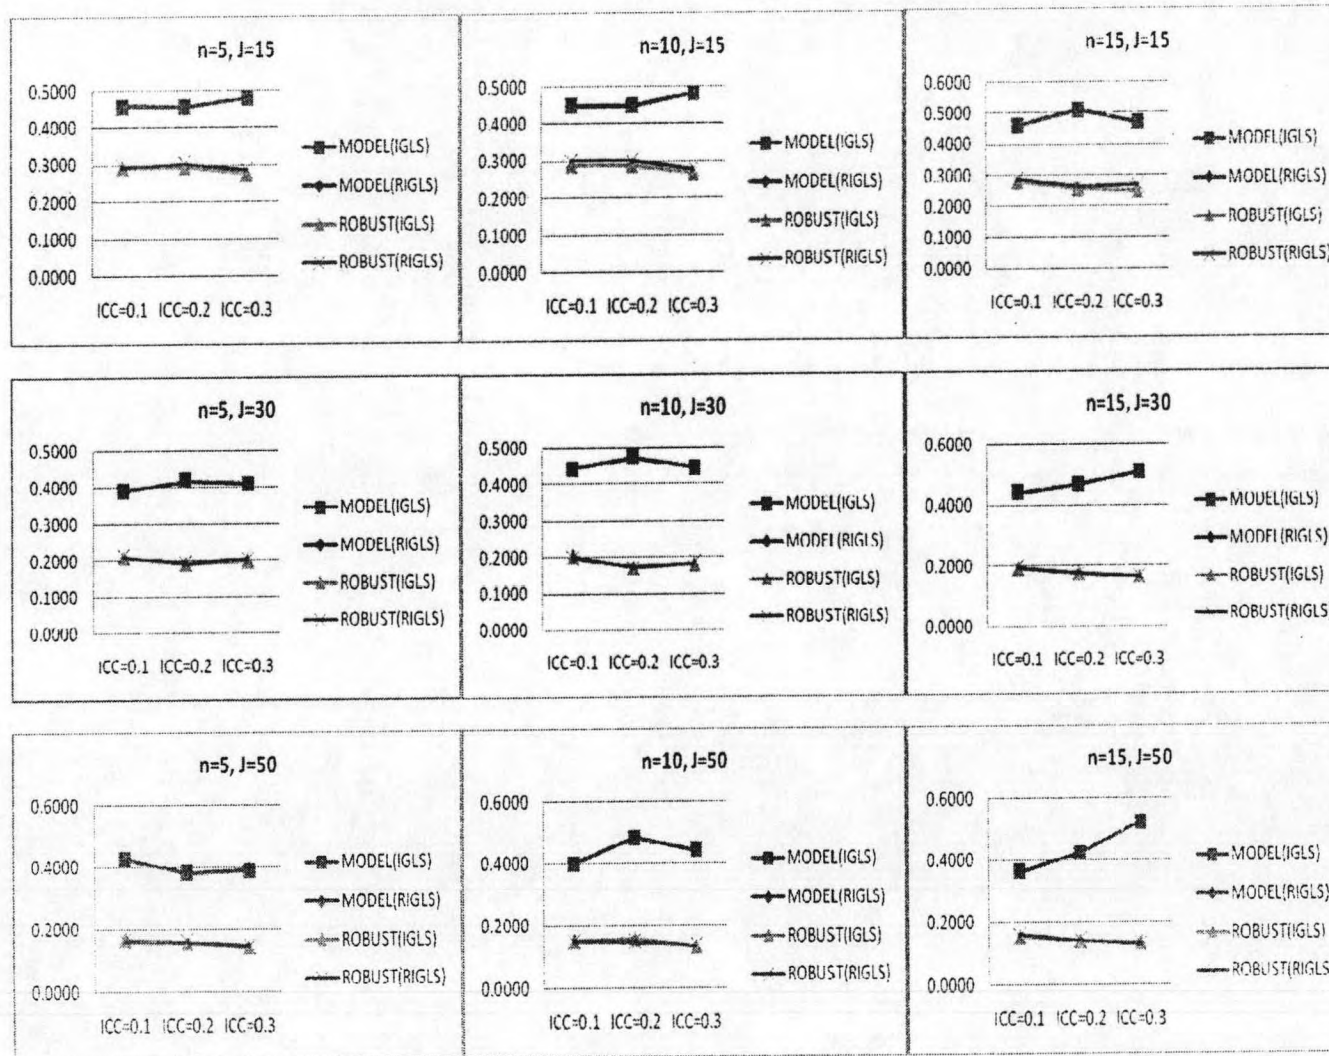 n=5, J=15
0.5000
0.4000
0.3000
0.2000
0.1000
0.0000
ICC=0.1 ICC=0.2 ICC=0.3
MODEL(IGLS)
MODEL(RIGLS)
ROBUST(IGLS)
ROBUST(RIGLS)
n=10, J=15
0.5000
0.4000
0.3000
0.2000
0.1000
0.0000
ICC=0.1 ICC=0.2 ICC=0.3
MODEL(IGLS)
MODEL(RIGLS)
ROBUST(IGLS)
ROBUST(RIGLS)
n=15, J=15
0.6000
0.5000
0.4000
0.3000
0.2000
0.1000
0.0000
ICC=0.1 ICC=0.2 ICC=0.3
MODEL(IGLS)
MODEL(RIGLS)
ROBUST(IGLS)
ROBUST(RIGLS)
n=5, J=30
0.5000
0.4000
0.3000
0.2000
0.1000
0.0000
ICC=0.1 ICC=0.2 ICC=0.3
MODEL(IGLS)
MODEL(RIGLS)
ROBUST(IGLS)
ROBUST(RIGLS)
n=10, J=30
0.5000
0.4000
0.3000
0.2000
0.1000
0.0000
ICC=0.1 ICC=0.2 ICC=0.3
MODEL(IGLS)
MODEL(RIGLS)
ROBUST(IGLS)
ROBUST(RIGLS)
n=15, J=30
0.6000
0.4000
0.2000
0.0000
ICC=0.1 ICC=0.2 ICC=0.3
MODEL(IGLS)
MODEL(RIGLS)
ROBUST(IGLS)
ROBUST(RIGLS
n=5, J=50
0.6000
0.4000
0.2000
0.0000
ICC=0.1 ICC=0.2 ICC=0.3
MODEL(IGLS)
MODEL(RIGLS)
ROBUST(IGLS)
ROBUST(RIGLS)
n=10, J=50
0.6000
0.4000
0.2000
0.0000
ICC=0.1 ICC=0.2 ICC=0.3
MODEL(IGLS)
MODEL(RIGLS)
ROBUST(IGLS)
ROBUST(RIGLS)
n=15, J=50
0.6000
0.4000
0.2000
0.0000
ICC=0.1 ICC=0.2 ICC=0.3
MODEL(IGLS)
MODEL(RIGLS)
ROBUST(IGLS)
ROBUST(RIGLS